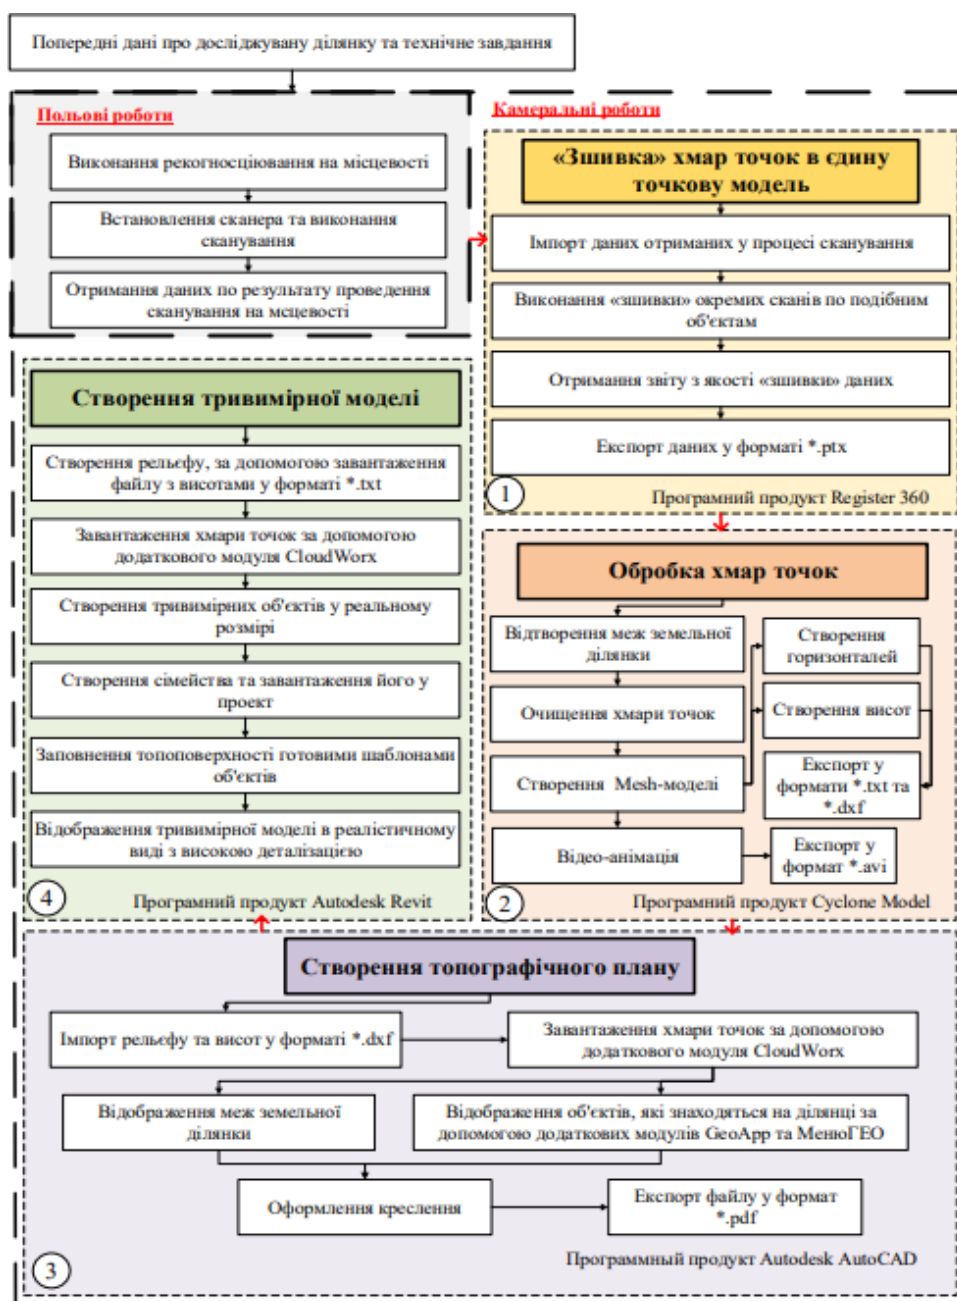 Попередні дані про досліджувану ділянку та технічне завдання
Польові роботи
Виконання рекогносціювання на місцевості
Встановлення сканера та виконання
сканування
Отримання даних по результату проведення
сканування на мсцевості
Камеральні роботи
«Зшивка» хмар точок в єдину
точкову модель
Імпорт даних отриманих у процесі сканування
Виконання «зшивки» окремих сканів по подібним
об'єктам
Отримання звіту з якості «зшивки» даних
Експорт даних у форматі *.ptx
1
Програмний продукт Register 360
Обробка хмар точок
Відтворення меж земельної
ділянки
Очищення хмари точок
Створення Mesh-моделі
Відео-анімація
Створення
горизонталей
Створення висот
Експорт у
формати *.txt та
*.dxf
Експорт у
формат *.avi
2
Програмний продукт Cyclone Model
Створення топографічного плану
Імпорт рельєфу та висот у форматі *.dxf
Завантаження хмари точок за допомогою
додаткового модуля CloudWorx
Відображення меж земельної
ділянки
Відображення об'єктів, які знаходяться на ділянці за
допомогою додаткових модулів GeoApp та МенюГЕО
Оформлення креслення
Експорт файлу у формат
*.pdf
3
Программный продукт Autodesk AutoCAD
Створення тривимірної моделі
Створення рельєфу, за допомогою завантаження
файлу з висотами у форматі *.txt
Завантаження хмари точок за допомогою
додаткового модуля CloudWorx
Створення тривимірних об'єктів у реальному
розмірі
Створення сімейства та завантаження його у
проект
Заповнення топоповерхності готовими шаблонами
об'єктів
Відображення тривимірної моделі в реалістичному
виді з високою деталізацією
4
Програмний продукт Autodesk Revit